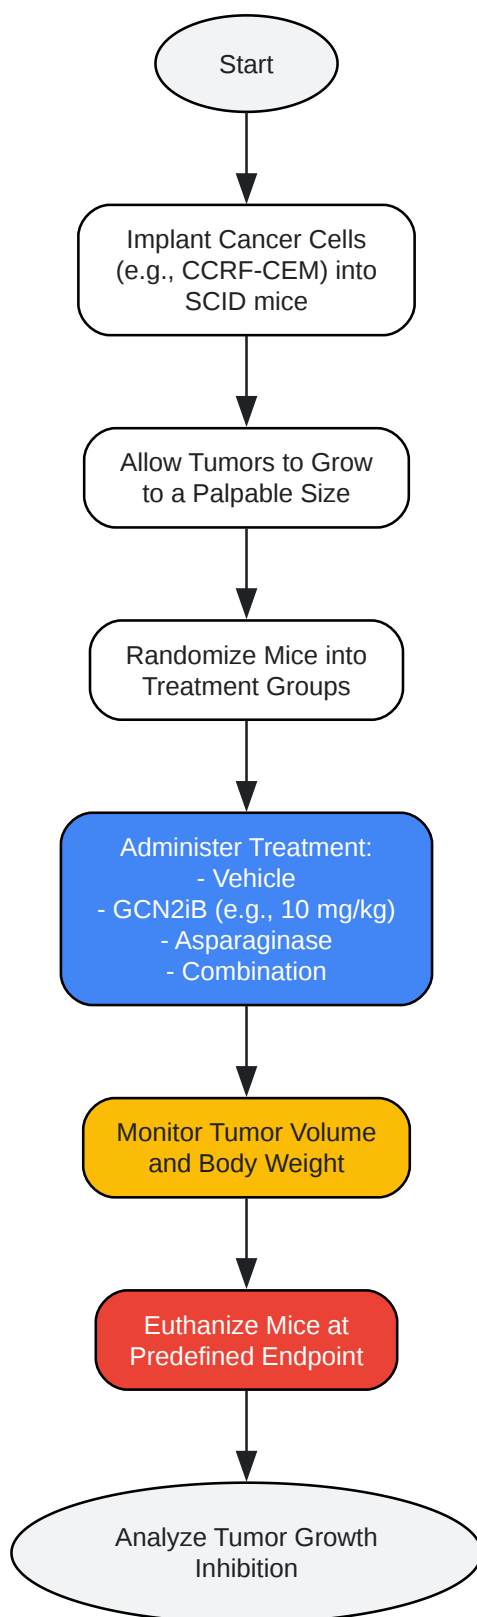 Start
Implant Cancer Cells
(e.g., CCRF-CEM) into
SCID mice
Allow Tumors to Grow
to a Palpable Size
Randomize Mice into
Treatment Groups
Administer Treatment:
- Vehicle
- GCN2iB (e.g., 10 mg/kg)
- Asparaginase
- Combination
Monitor Tumor Volume
and Body Weight
Euthanize Mice at
Predefined Endpoint
Analyze Tumor Growth
Inhibition